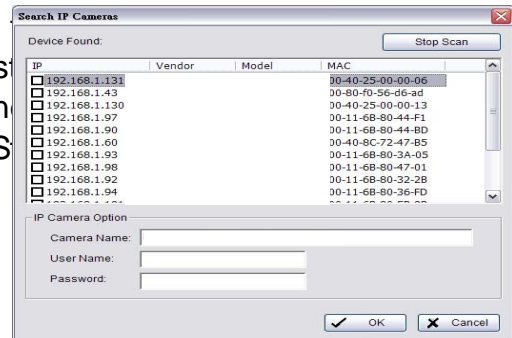 Search IP Cameras
Device Found:
Stop Scan
IP Vendor Model MAC
192.168.1.131 00-40-25-00-00-06
192.168.1.43 00-80-f0-56-d6-ad
192.168.1.130 00-40-25-00-00-13
192.168.1.97 00-11-6B-80-44-F1
192.168.1.90 00-11-6B-80-44-BD
192.168.1.60 00-40-8C-72-47-B5
192.168.1.93 00-11-6B-80-3A-05
192.168.1.98 00-11-6B-80-47-01
192.168.1.92 00-11-6B-80-32-2B
192.168.1.94 00-11-6B-80-36-FD
IP Camera Option
Camera Name:
User Name:
Password:
OK Cancel